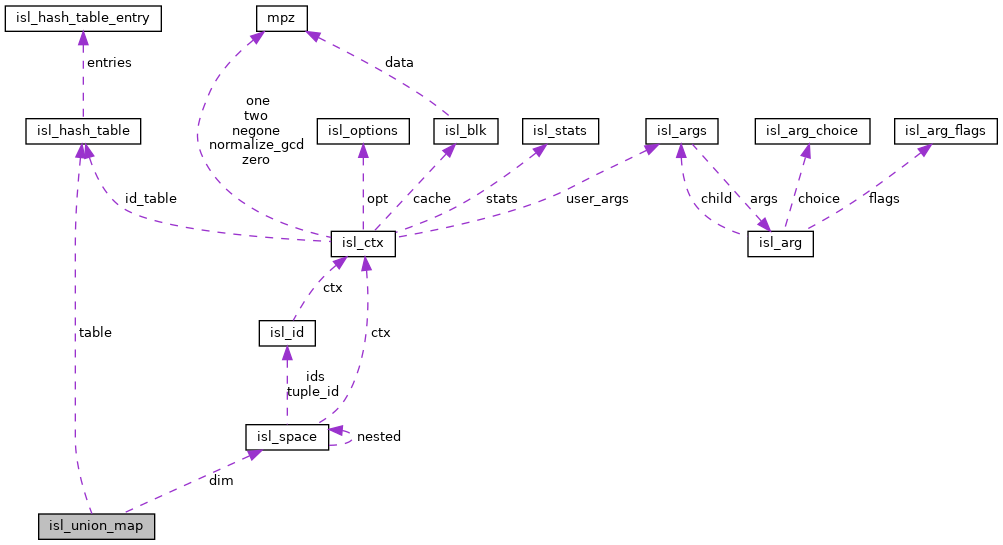 isl_hash_table_entry
mpz
entries
data
one
two
negone
normalize_gcd
zero
isl_hash_table
isl_options
isl_blk
isl_stats
isl_args
isl_arg_choice
isl_arg_flags
id_table
opt
cache
stats
user_args
child
args
choice
flags
isl_ctx
isl_arg
ctx
isl_id
ctx
table
ids
tuple_id
isl_space
nested
dim
isl_union_map